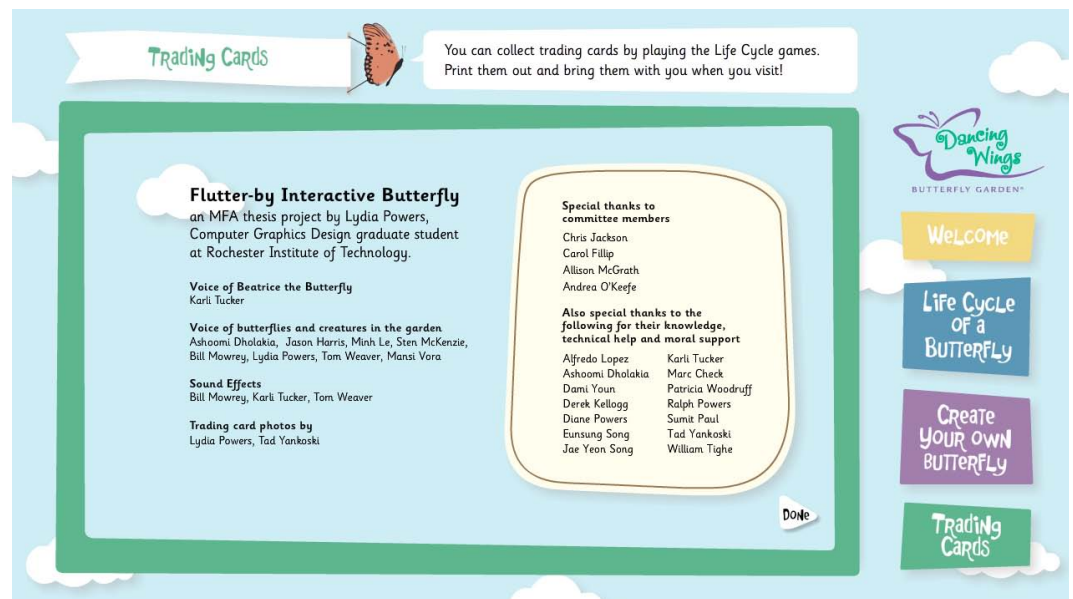 Trading Cards
You can collect trading cards by playing the Life Cycle games.
Print them out and bring them with you when you visit!
Flutter-by Interactive Butterfly
an MFA thesis project by Lydia Powers,
Computer Graphics Design graduate student
at Rochester Institute of Technology.
Voice of Beatrice the Butterfly
Karli Tucker
Voice of butterflies and creatures in the garden
Ashoomi Dholakia, Jason Harris, Minh Le, Sten McKenzie,
Bill Mowrey, Lydia Powers, Tom Weaver, Mansi Vora
Sound Effects
Bill Mowrey, Karli Tucker, Tom Weaver
Trading card photos by
Lydia Powers, Tad Yankoski
Special thanks to
committee members
Chris Jackson
Carol Fillip
Allison McGrath
Andrea O'Keefe
Also special thanks to the
following for their knowledge,
technical help and moral support
Alfredo Lopez
Ashoomi Dholakia
Dami Youn
Derek Kellogg
Diane Powers
Eunsung Song
Jae Yeon Song
Karli Tucker
Marc Check
Patricia Woodruff
Ralph Powers
Sumit Paul
Tad Yankoski
William Tighe
Done
Dancing
Wings
BUTTERFLY GARDEN
Welcome
Life Cycle
of a
Butterfly
Create
Your Own
Butterfly
Trading
Cards